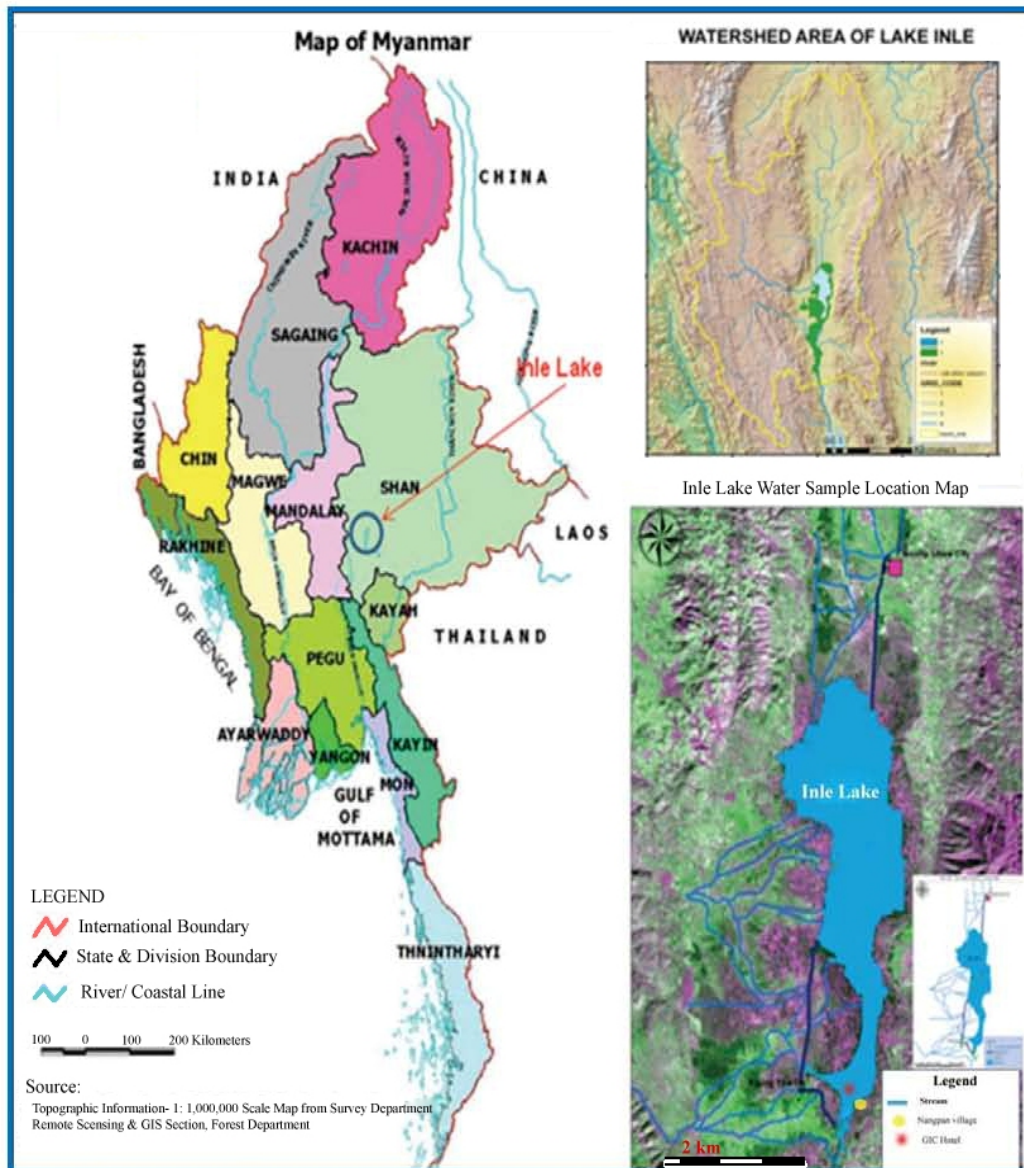 Map of Myanmar
INDIA
CHINA
KACHIN
SAGAING
Inle Lake
BANGLADESH
CHIN
MAGWE
MANDALAY
SHAN
LAOS
RAKHINE
BAY OF BENGAL
KAYAH
THAILAND
PEGU
AYARWADDY
YANGON
KAYIN
MON
GULF
OF
MOTTAMA
THNINTHARYI
LEGEND
International Boundary
State & Division Boundary
River/ Coastal Line
100 0 100 200 Kilometers
Source:
Topographic Information- 1: 1,000,000 Scale Map from Survey Department
Remote Scensing & GIS Section, Forest Department
WATERSHED AREA OF LAKE INLE
Legend
Inle Lake Water Sample Location Map
Inle Lake
2 km
Legend
Stream
Nangpan village
GIC Hotel